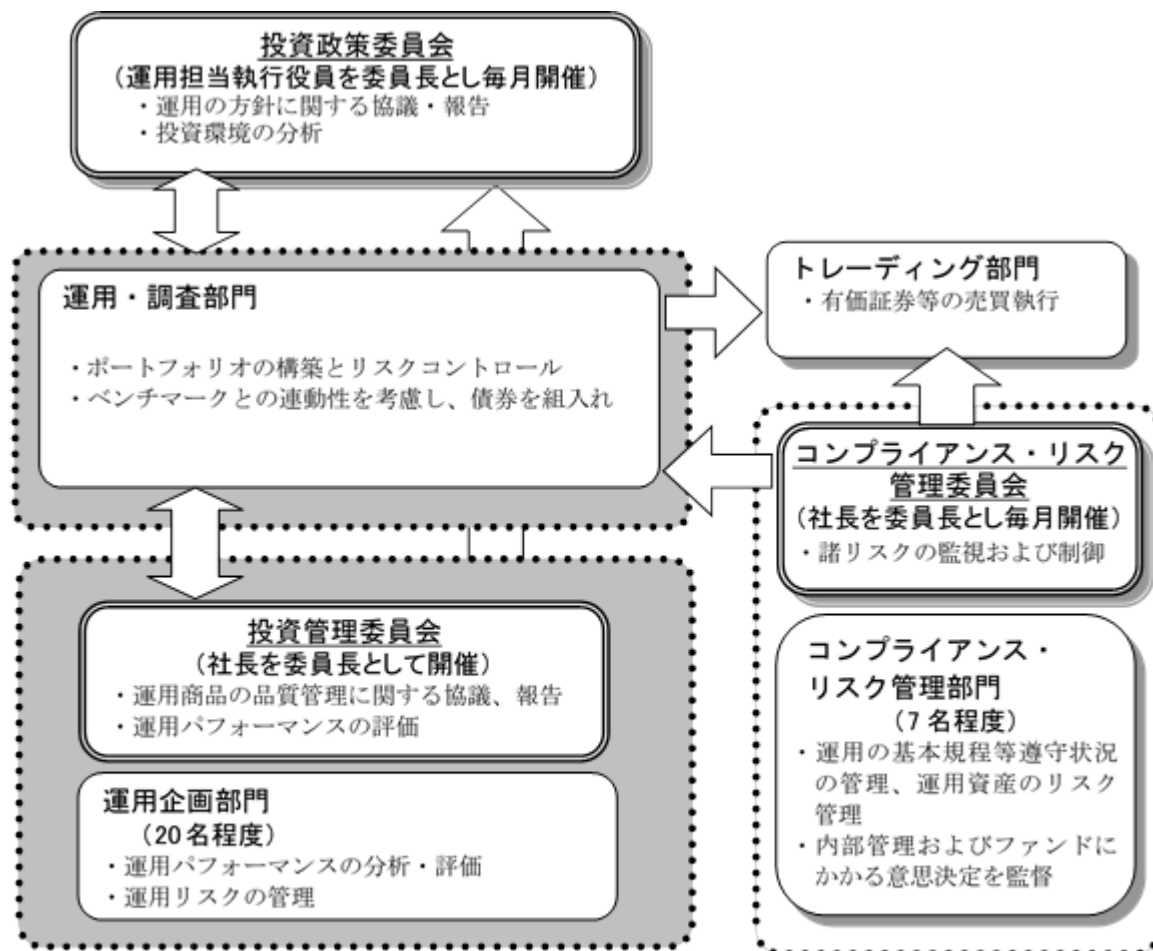 投資政策委員会
(運用担当執行役員を委員長とし毎月開催)
・運用の方針に関する協議・報告
・投資環境の分析
運用・調査部門
・ポートフォリオの構築とリスクコントロール
・ベンチマークとの連動性を考慮し、債券を組入れ
トレーディング部門
・有価証券等の売買執行
コンプライアンス・リスク
管理委員会
(社長を委員長とし毎月開催)
・諸リスクの監視および制御
投資管理委員会
(社長を委員長として開催)
・運用商品の品質管理に関する協議、報告
・運用パフォーマンスの評価
運用企画部門
(20名程度)
・運用パフォーマンスの分析・評価
・運用リスクの管理
コンプライアンス・
リスク管理部門
(7名程度)
・運用の基本規程等遵守状況
の管理、運用資産のリスク
管理
・内部管理およびファンドに
かかる意思決定を監督